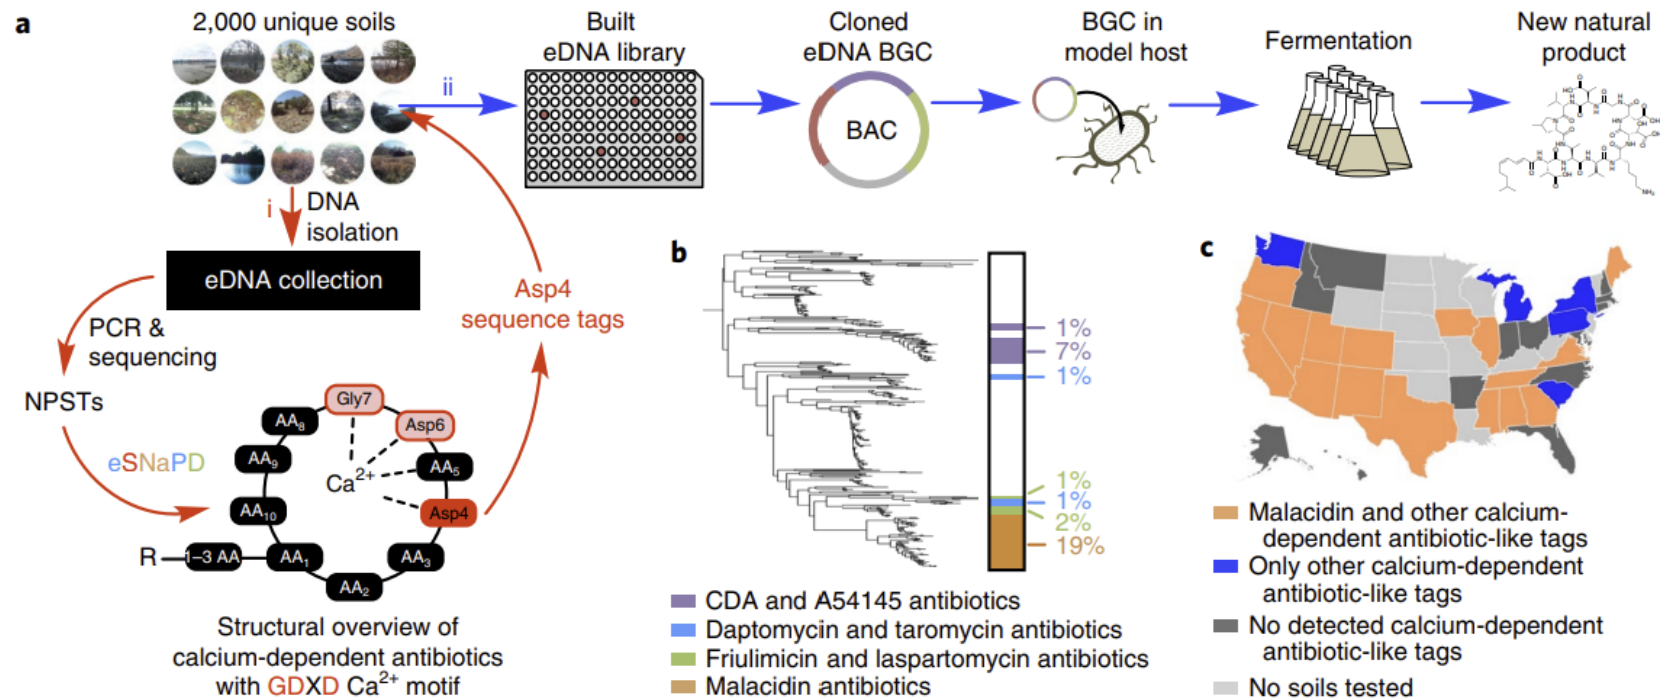 a
2,000 unique soils
Built
eDNA library
Cloned
eDNA BGC
BGC in
model host
Fermentation
New natural
product
ii
BAC
i
DNA
isolation
eDNA collection
PCR &
sequencing
NPSTs
eSNaPD
Asp4
sequence tags
Gly7
Asp6
AA5
Asp4
AA3
AA2
AA1
AA10
AA9
AA8
Ca2+
R
1–3 AA
Structural overview of
calcium-dependent antibiotics
with GDXD Ca2+ motif
b
1%
7%
1%
1%
1%
2%
19%
CDA and A54145 antibiotics
Daptomycin and taromycin antibiotics
Friulimicin and laspartomycin antibiotics
Malacidin antibiotics
c
Malacidin and other calcium-
dependent antibiotic-like tags
Only other calcium-dependent
antibiotic-like tags
No detected calcium-dependent
antibiotic-like tags
No soils tested